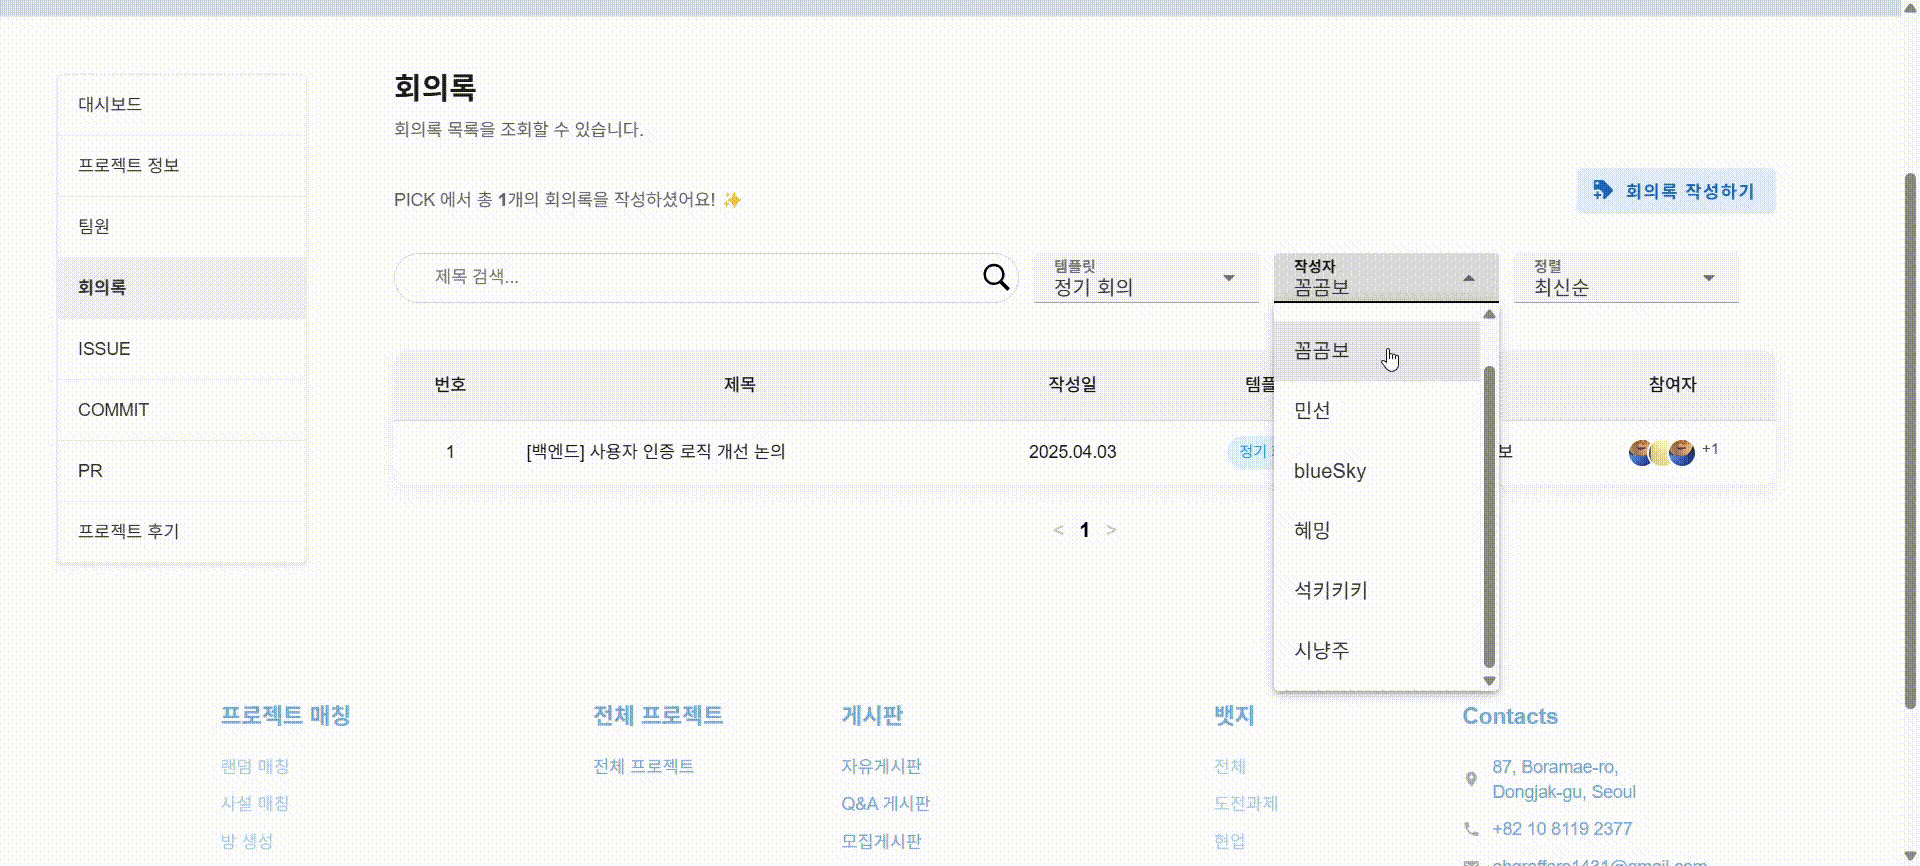 대시보드
프로젝트 정보
팀원
회의록
ISSUE
COMMIT
PR
프로젝트 후기
회의록
회의록 목록을 조회할 수 있습니다.
PICK 에서 총 1개의 회의록을 작성하셨어요! ✨
회의록 작성하기
제목 검색...
템플릿
정기 회의
작성자
꼼곰보
정렬
최신순
꼼곰보
민선
blueSky
혜밍
석키키키
시냥주
번호 제목 작성일 템플 참여자
1 [백엔드] 사용자 인증 로직 개선 논의 2025.04.03 정기 보 +1
< 1 >
프로젝트 매칭
랜덤 매칭
사설 매칭
방 생성
전체 프로젝트
전체 프로젝트
게시판
자유게시판
Q&A 게시판
모집게시판
뱃지
전체
도전과제
현업
Contacts
87, Boramae-ro,
Dongjak-gu, Seoul
+82 10 8119 2377